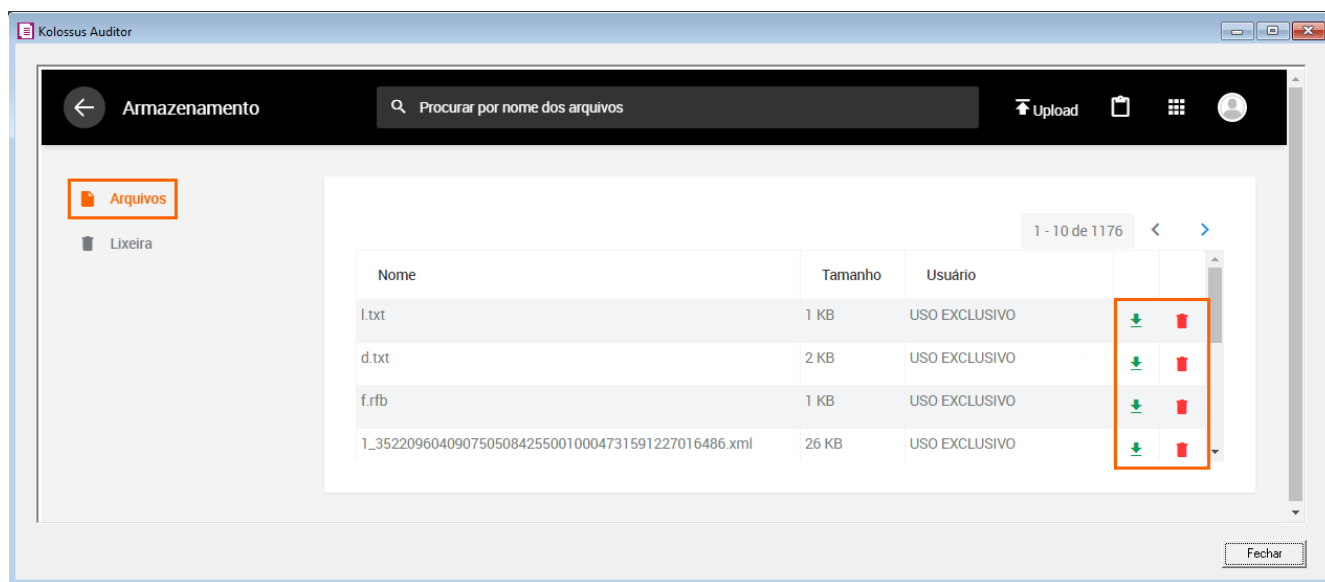 Kolossus Auditor
Armazenamento
Procurar por nome dos arquivos
Upload
Arquivos
Lixeira
1 - 10 de 1176
Nome Tamanho Usuário
l.txt 1 KB USO EXCLUSIVO
d.txt 2 KB USO EXCLUSIVO
f.rfb 1 KB USO EXCLUSIVO
1_35220960409075050842550010004731591227016486.xml 26 KB USO EXCLUSIVO
Fechar